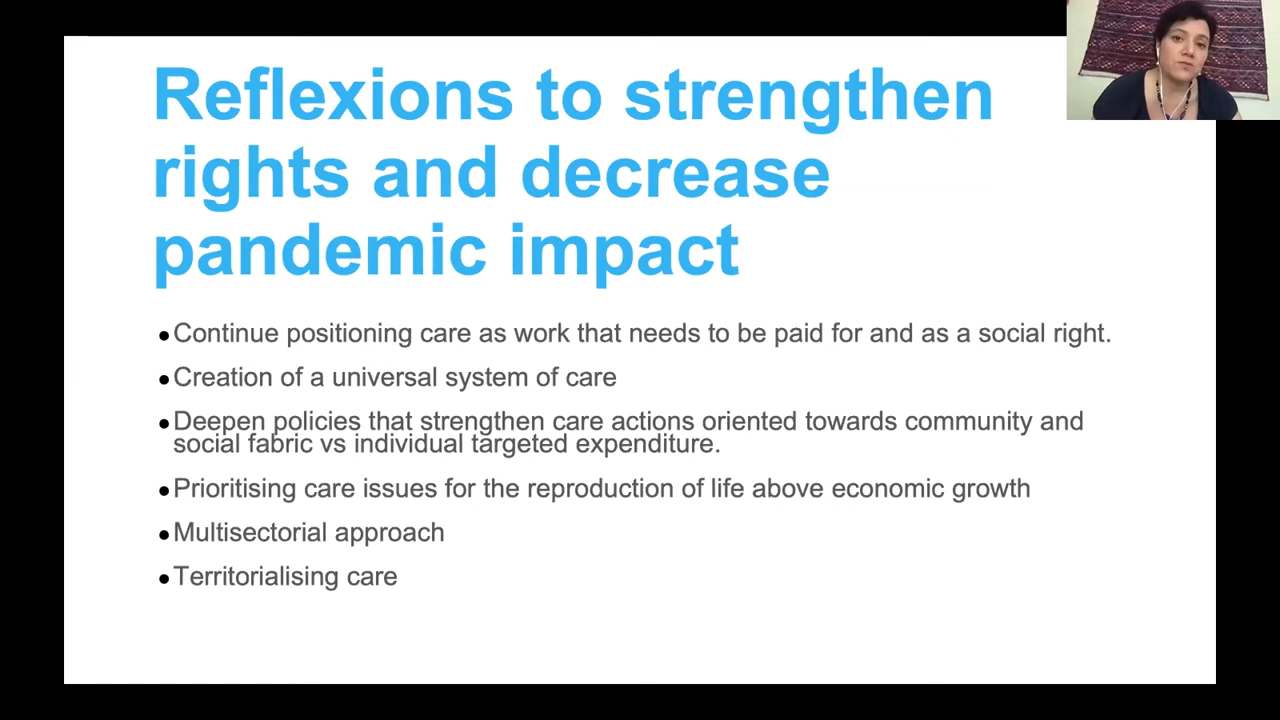 Reflexions to strengthen
rights and decrease
pandemic impact
•Continue positioning care as work that needs to be paid for and as a social right.
•Creation of a universal system of care
•Deepen policies that strengthen care actions oriented towards community and
social fabric vs individual targeted expenditure.
•Prioritising care issues for the reproduction of life above economic growth
•Multisectorial approach
•Territorialising care